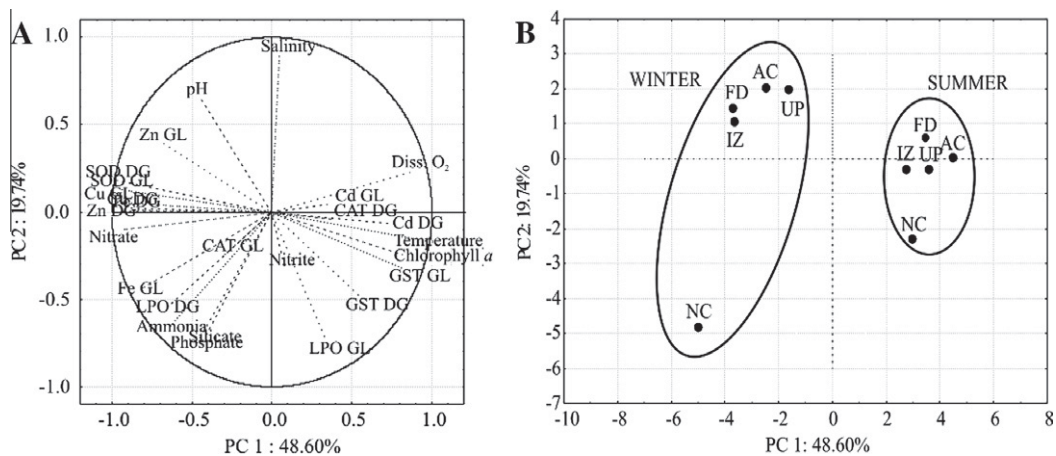 A
1.0
0.5
0.0
-0.5
-1.0
PC2 : 19.74%
Salinity
pH
Zn GL
Diss. O₂
SOD DG
SOD GL
Cu GL
DG
Zn DG
Nitrate
Cd GL
CAT DG
Cd DG
Temperature
Chlorophyll a
GST GL
CAT GL
Nitrite
Fe GL
LPO DG
GST DG
Ammonia
Silicate
Phosphate
LPO GL
-1.0 -0.5 0.0 0.5 1.0
PC 1 : 48.60%
B
4
3
2
1
0
-1
-2
-3
-4
-5
-6
-7
PC2: 19.74%
WINTER
SUMMER
AC
FD
UP
IZ
NC
FD
AC
IZ UP
NC
-10 -8 -6 -4 -2 0 2 4 6 8
PC 1 : 48.60%